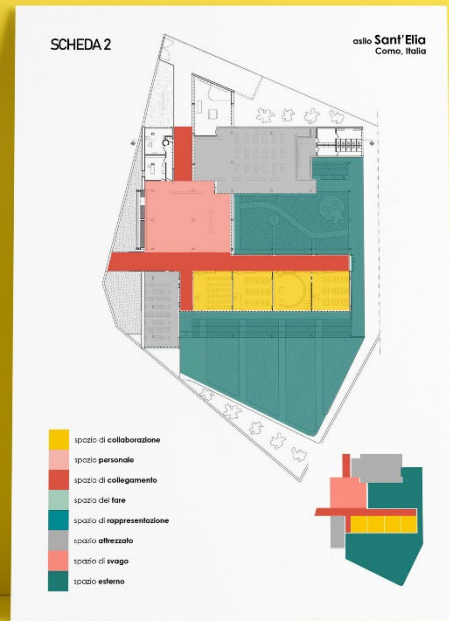 SCHEDA 2
asilo Sant'Elia
Como, Italia
spazio di collaborazione
spazio personale
spazio di collegamento
spazio del fare
spazio di rappresentazione
spazio attrezzato
spazio di svago
spazio esterno